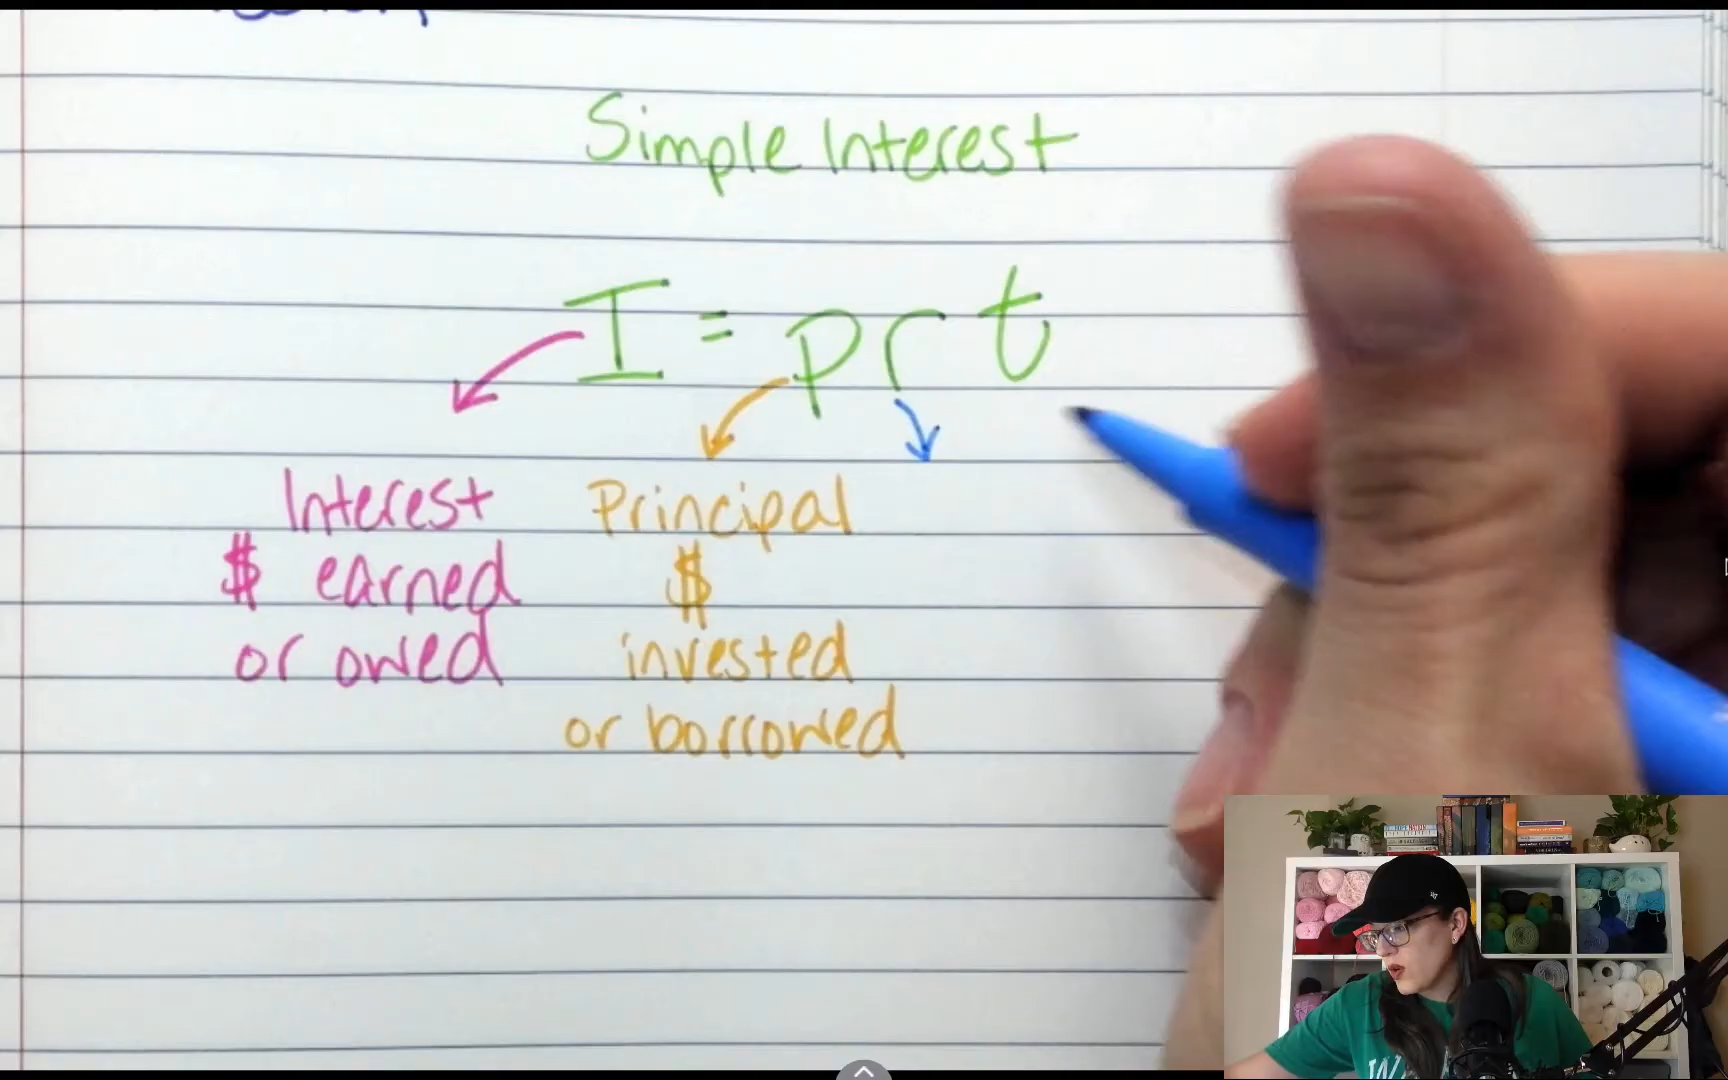 Simple Interest
I = prt
Interest
$ earned
or owed
Principal
$
invested
or borrowed